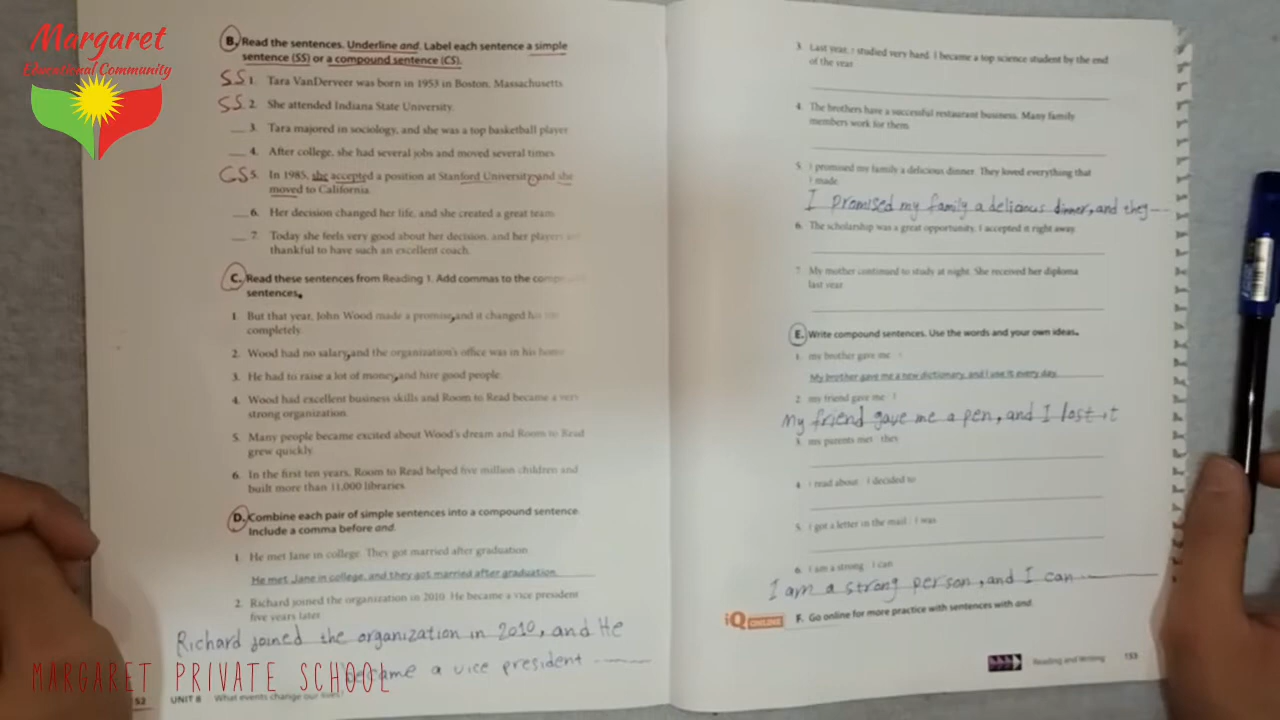 Margaret
Educational Community
B. Read the sentences. Underline and. Label each sentence a simple
sentence (SS) or a compound sentence (CS).
SS 1. Tara VanDerveer was born in 1953 in Boston, Massachusetts.
SS 2. She attended Indiana State University.
__ 3. Tara majored in sociology, and she was a top basketball player.
__ 4. After college, she had several jobs and moved several times.
CS 5. In 1985, she accepted a position at Stanford University, and she
moved to California.
__ 6. Her decision changed her life, and she created a great team.
__ 7. Today she feels very good about her decision, and her players are
thankful to have such an excellent coach.
C. Read these sentences from Reading 1. Add commas to the compound
sentences.
1. But that year, John Wood made a promise, and it changed his life
completely.
2. Wood had no salary, and the organization's office was in his home.
3. He had to raise a lot of money, and hire good people.
4. Wood had excellent business skills and Room to Read became a very
strong organization.
5. Many people became excited about Wood's dream and Room to Read
grew quickly.
6. In the first ten years, Room to Read helped five million children and
built more than 11,000 libraries.
D. Combine each pair of simple sentences into a compound sentence.
Include a comma before and.
1. He met Jane in college. They got married after graduation.
He met Jane in college, and they got married after graduation.
2. Richard joined the organization in 2010. He became a vice president
five years later.
Richard joined the organization in 2010, and He
became a vice president
MARGARET PRIVATE SCHOOL
52 UNIT 8 What events change our lives?
3. Last year, I studied very hard. I became a top science student by the end
of the year.
4. The brothers have a successful restaurant business. Many family
members work for them.
5. I promised my family a delicious dinner. They loved everything that
I made.
I promised my family a delicious dinner, and they
6. The scholarship was a great opportunity. I accepted it right away.
7. My mother continued to study at night. She received her diploma
last year.
E. Write compound sentences. Use the words and your own ideas.
1. my brother gave me
My brother gave me a new dictionary, and I use it every day.
2. my friend gave me I
My friend gave me a pen, and I lost it
3. my parents met they
4. I read about I decided to
5. I got a letter in the mail I was
6. I am a strong I can
I am a strong person, and I can
iQ ONLINE F. Go online for more practice with sentences with and.
Reading and Writing 153